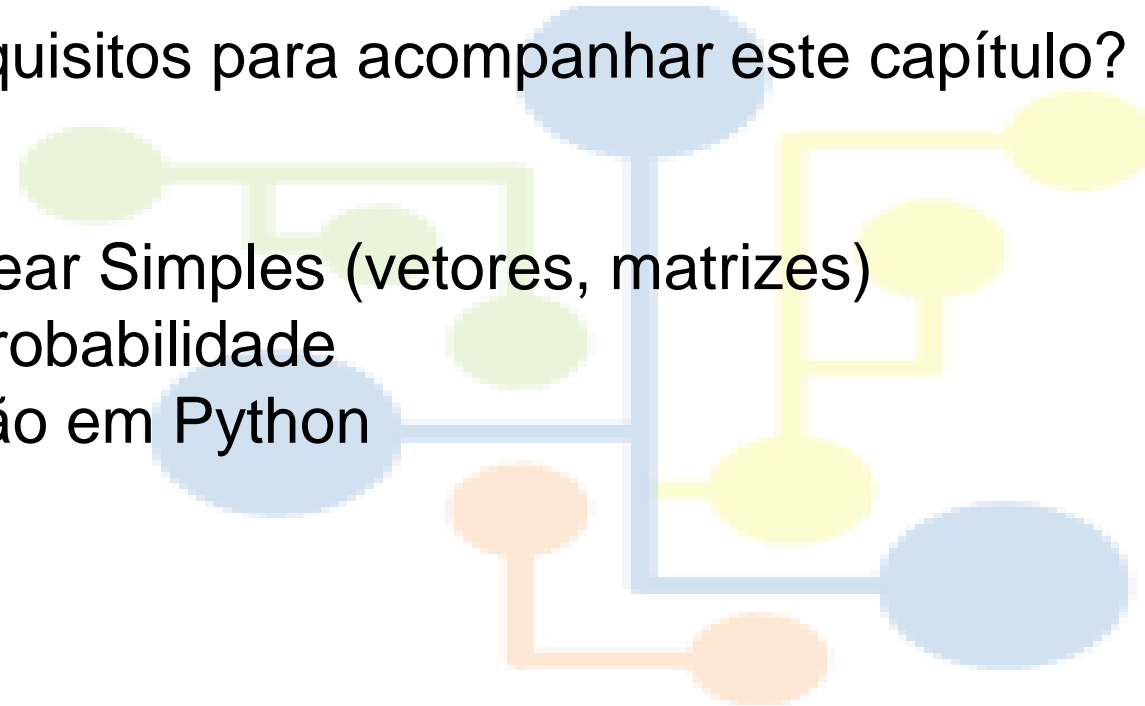 quisitos para acompanhar este capítulo?
ear Simples (vetores, matrizes)
robabilidade
ão em Python